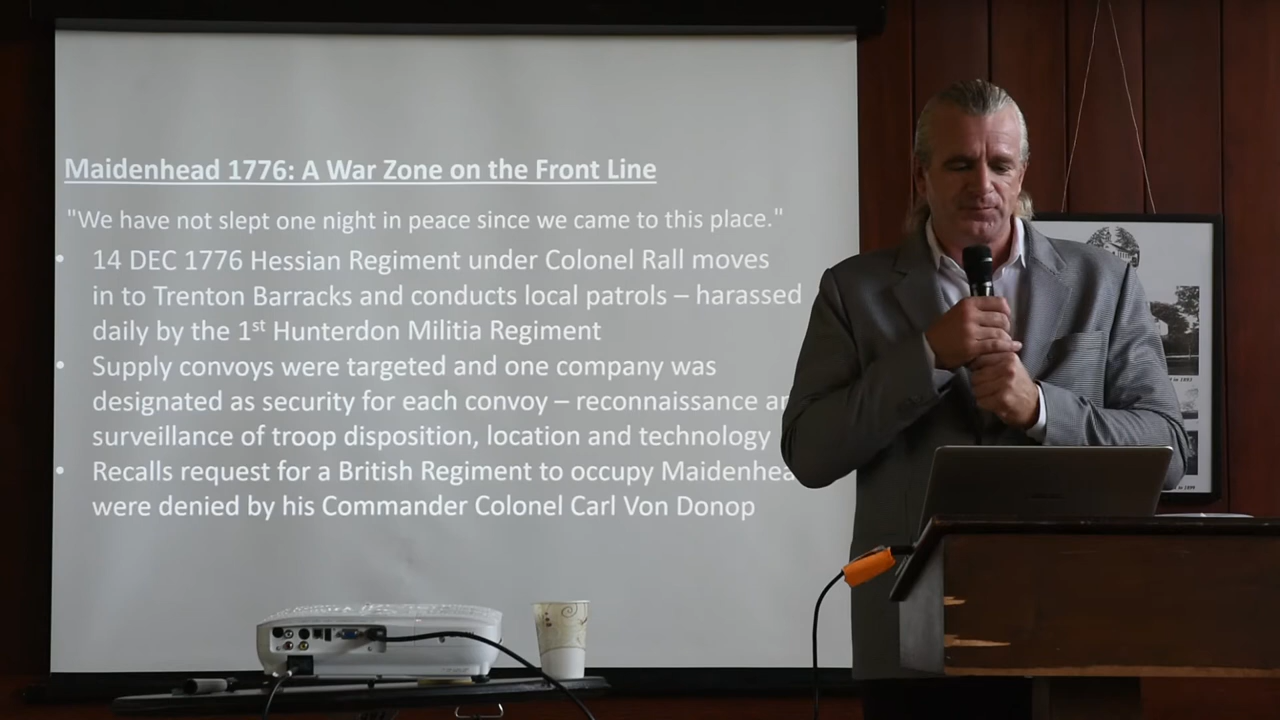 Maidenhead 1776: A War Zone on the Front Line
"We have not slept one night in peace since we came to this place."
• 14 DEC 1776 Hessian Regiment under Colonel Rall moves
in to Trenton Barracks and conducts local patrols – harassed
daily by the 1st Hunterdon Militia Regiment
• Supply convoys were targeted and one company was
designated as security for each convoy – reconnaissance
surveillance of troop disposition, location and technology
• Recalls request for a British Regiment to occupy
were denied by his Commander Colonel Carl Von Donop